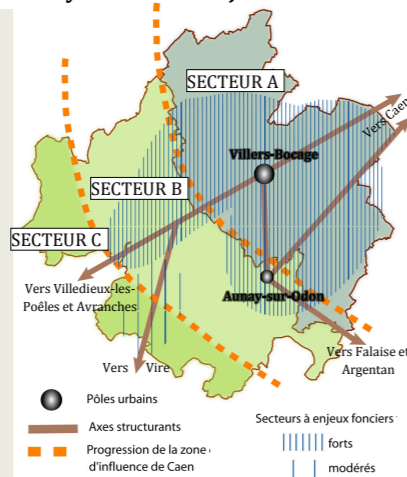 SECTEUR A
Vers Caen
Villers-Bocage
SECTEUR B
SECTEUR C
Aunay-sur-Odon
Vers Villedieux-les-
Poêles et Avranches
Vers Vire
Vers Falaise et
Argentan
Pôles urbains
Axes structurants
Progression de la zone
d'influence de Caen
Secteurs à enjeux fonciers
forts
modérés